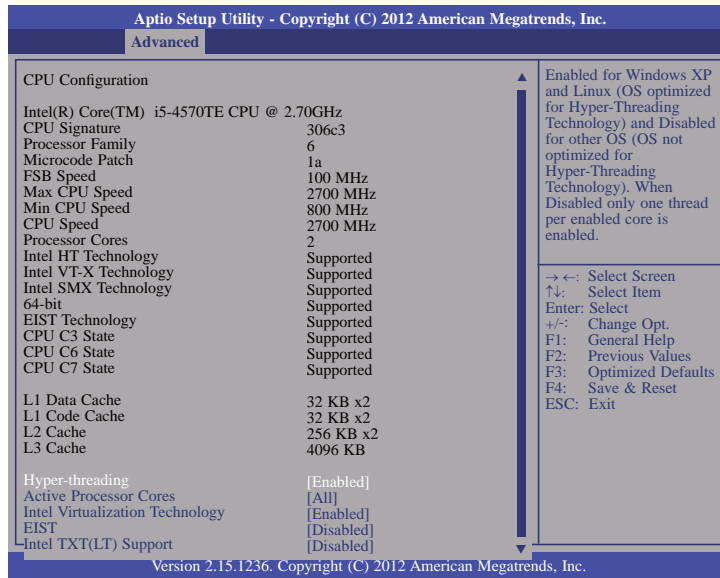 Aptio Setup Utility - Copyright (C) 2012 American Megatrends, Inc.
Advanced
CPU Configuration
Intel(R) Core(TM) i5-4570TE CPU @ 2.70GHz
CPU Signature 306c3
Processor Family 6
Microcode Patch 1a
FSB Speed 100 MHz
Max CPU Speed 2700 MHz
Min CPU Speed 800 MHz
CPU Speed 2700 MHz
Processor Cores 2
Intel HT Technology Supported
Intel VT-X Technology Supported
Intel SMX Technology Supported
64-bit Supported
EIST Technology Supported
CPU C3 State Supported
CPU C6 State Supported
CPU C7 State Supported
L1 Data Cache 32 KB x2
L1 Code Cache 32 KB x2
L2 Cache 256 KB x2
L3 Cache 4096 KB
Hyper-threading [Enabled]
Active Processor Cores [All]
Intel Virtualization Technology [Enabled]
EIST [Disabled]
Intel TXT(LT) Support [Disabled]
Enabled for Windows XP
and Linux (OS optimized
for Hyper-Threading
Technology) and Disabled
for other OS (OS not
optimized for
Hyper-Threading
Technology). When
Disabled only one thread
per enabled core is
enabled.
→ ←: Select Screen
↑↓: Select Item
Enter: Select
+/-: Change Opt.
F1: General Help
F2: Previous Values
F3: Optimized Defaults
F4: Save & Reset
ESC: Exit
Version 2.15.1236. Copyright (C) 2012 American Megatrends, Inc.